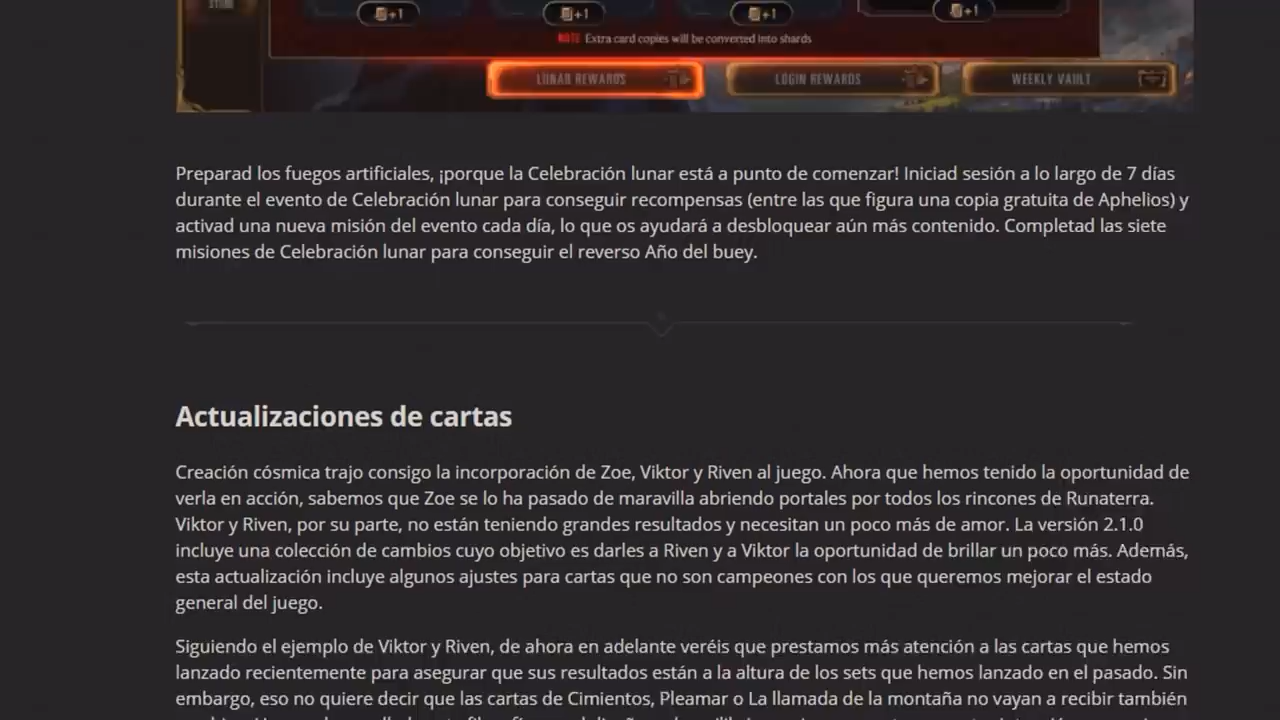 STORE
+1
+1
+1
+1
NOTE Extra card copies will be converted into shards
LUNAR REWARDS
LOGIN REWARDS
WEEKLY VAULT
Preparad los fuegos artificiales, ¡porque la Celebración lunar está a punto de comenzar! Iniciad sesión a lo largo de 7 días
durante el evento de Celebración lunar para conseguir recompensas (entre las que figura una copia gratuita de Aphelios) y
activad una nueva misión del evento cada día, lo que os ayudará a desbloquear aún más contenido. Completad las siete
misiones de Celebración lunar para conseguir el reverso Año del buey.
Actualizaciones de cartas
Creación cósmica trajo consigo la incorporación de Zoe, Viktor y Riven al juego. Ahora que hemos tenido la oportunidad de
verla en acción, sabemos que Zoe se lo ha pasado de maravilla abriendo portales por todos los rincones de Runaterra.
Viktor y Riven, por su parte, no están teniendo grandes resultados y necesitan un poco más de amor. La versión 2.1.0
incluye una colección de cambios cuyo objetivo es darles a Riven y a Viktor la oportunidad de brillar un poco más. Además,
esta actualización incluye algunos ajustes para cartas que no son campeones con los que queremos mejorar el estado
general del juego.
Siguiendo el ejemplo de Viktor y Riven, de ahora en adelante veréis que prestamos más atención a las cartas que hemos
lanzado recientemente para asegurar que sus resultados están a la altura de los sets que hemos lanzado en el pasado. Sin
embargo, eso no quiere decir que las cartas de Cimientos, Pleamar o La llamada de la montaña no vayan a recibir también